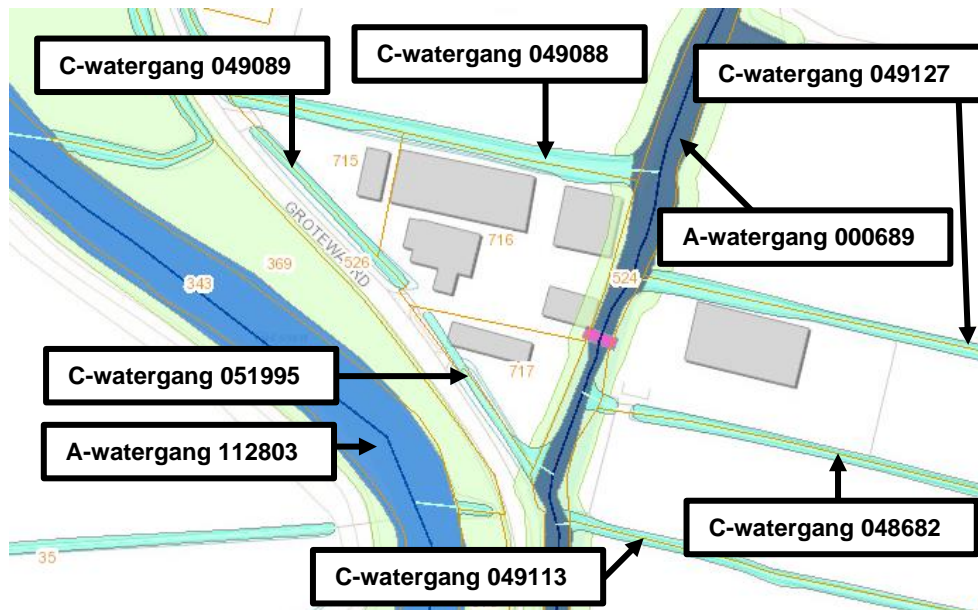 C-watergang 049088
C-watergang 049089
C-watergang 049127
715
GROTEWAARD
716
A-watergang 000689
369
526
343
524
717
C-watergang 051995
A-watergang 112803
C-watergang 048682
35
C-watergang 049113